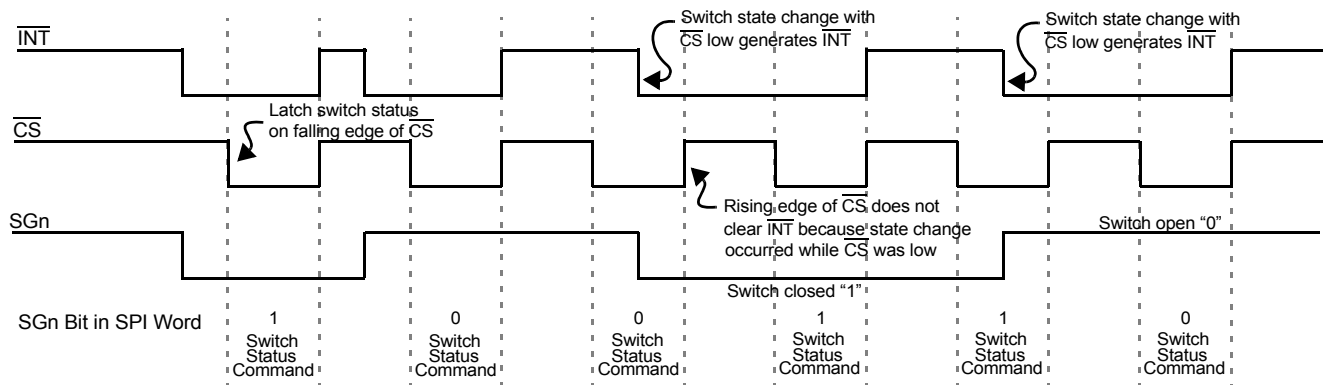 INT
Switch state change with
CS low generates INT
Switch state change with
CS low generates INT
Latch switch status
on falling edge of CS
CS
Rising edge of CS does not
clear INT because state change
occurred while CS was low
SGn
Switch open “0”
Switch closed “1”
SGn Bit in SPI Word
1
Switch
Status
Command
0
Switch
Status
Command
0
Switch
Status
Command
1
Switch
Status
Command
1
Switch
Status
Command
0
Switch
Status
Command